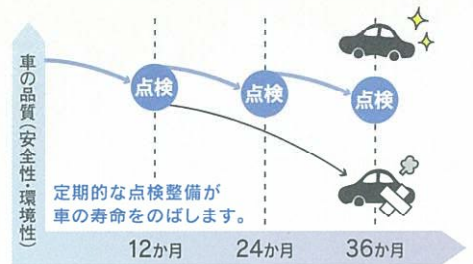 車の品質(安全性・環境性)
点検
点検
点検
定期的な点検整備が
車の寿命をのばします。
12か月
24か月
36か月